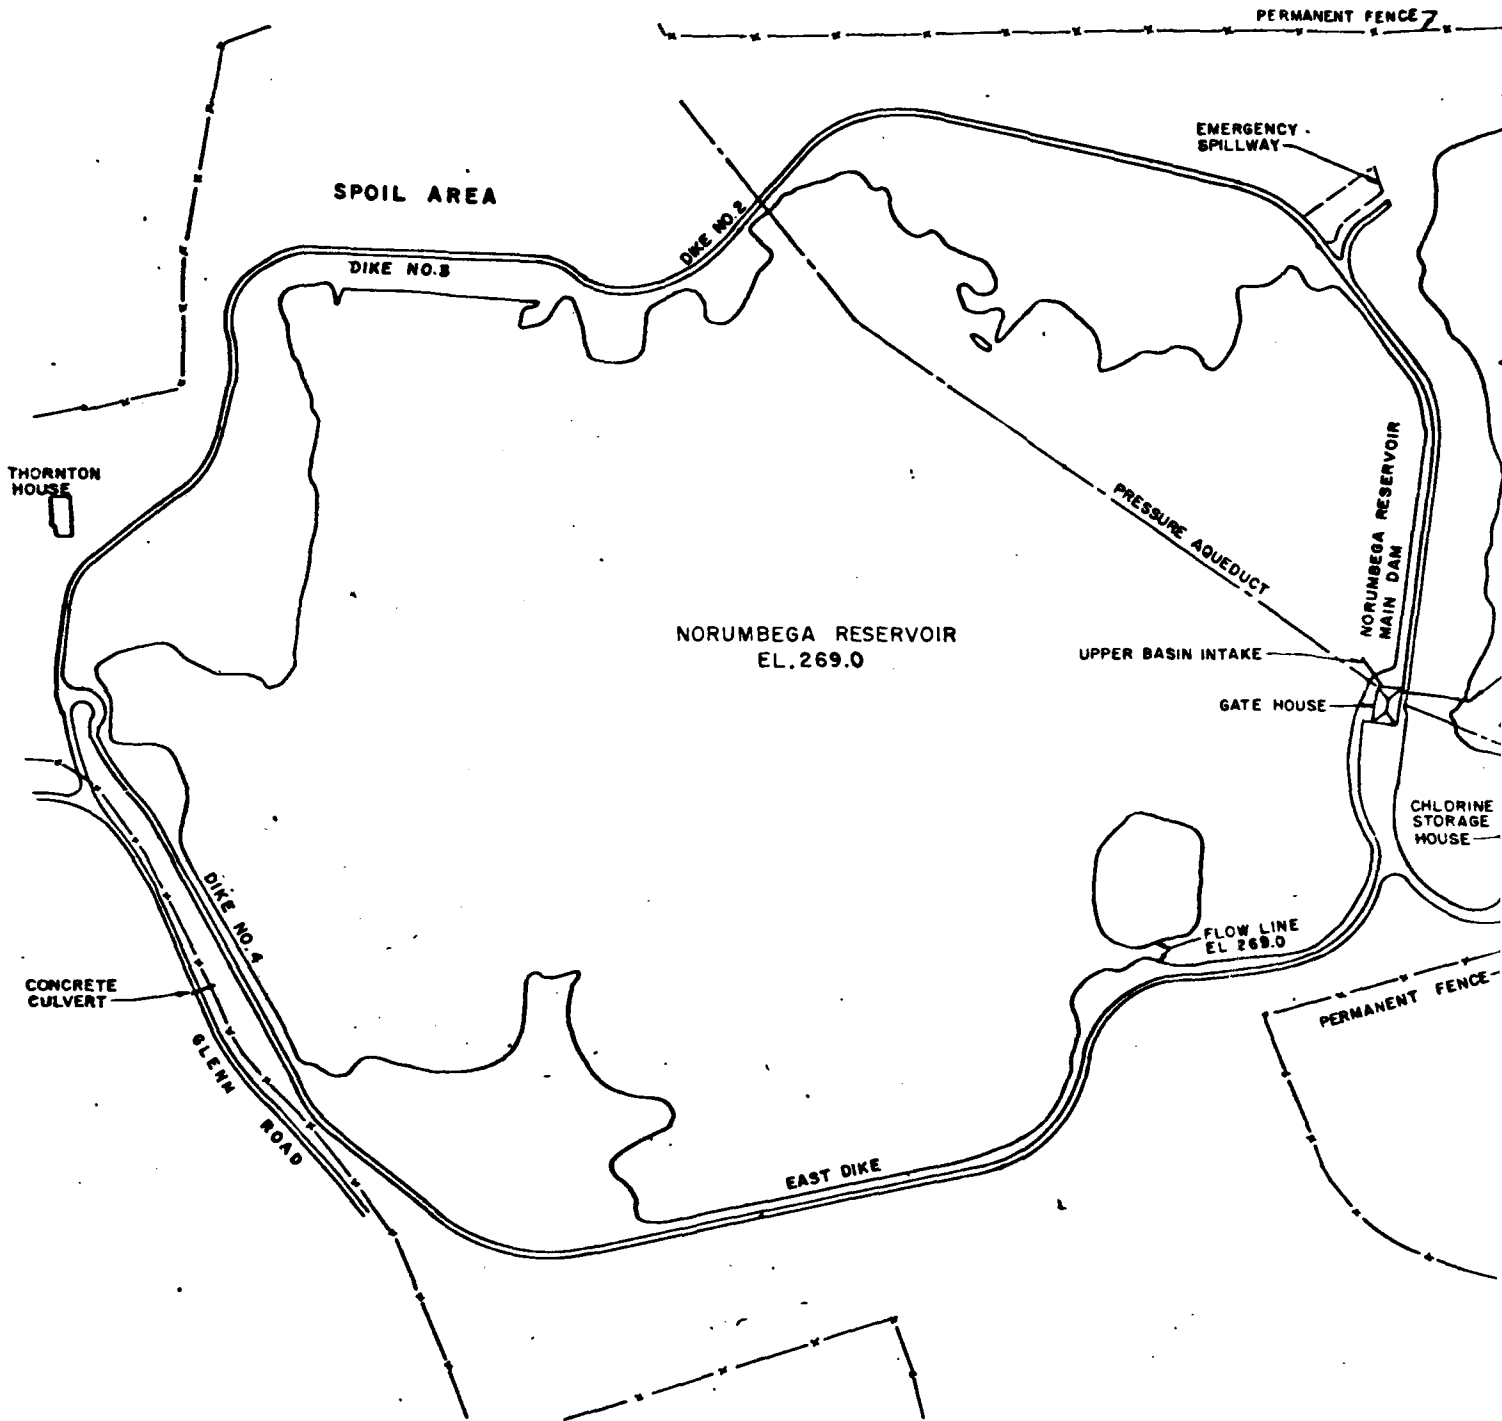 PERMANENT FENCE
EMERGENCY
SPILLWAY
SPOIL AREA
DIKE NO.2
DIKE NO.3
THORNTON
HOUSE
NORUMBEGA RESERVOIR
MAIN DAM
PRESSURE AQUEDUCT
NORUMBEGA RESERVOIR
EL. 269.0
UPPER BASIN INTAKE
GATE HOUSE
CHLORINE
STORAGE
HOUSE
DIKE NO. 4
FLOW LINE
EL 269.0
CONCRETE
CULVERT
PERMANENT FENCE
GLENN ROAD
EAST DIKE